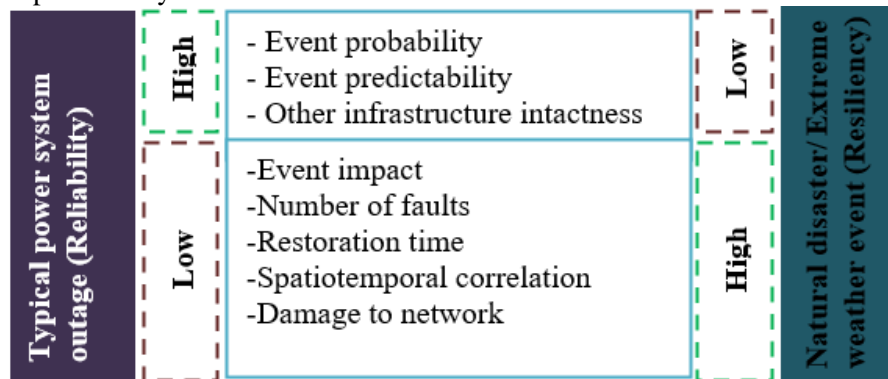 Typical power system
outage (Reliability)
High
- Event probability
- Event predictability
- Other infrastructure intactness
Low
Low
-Event impact
-Number of faults
-Restoration time
-Spatiotemporal correlation
-Damage to network
High
Natural disaster/ Extreme
weather event (Resiliency)